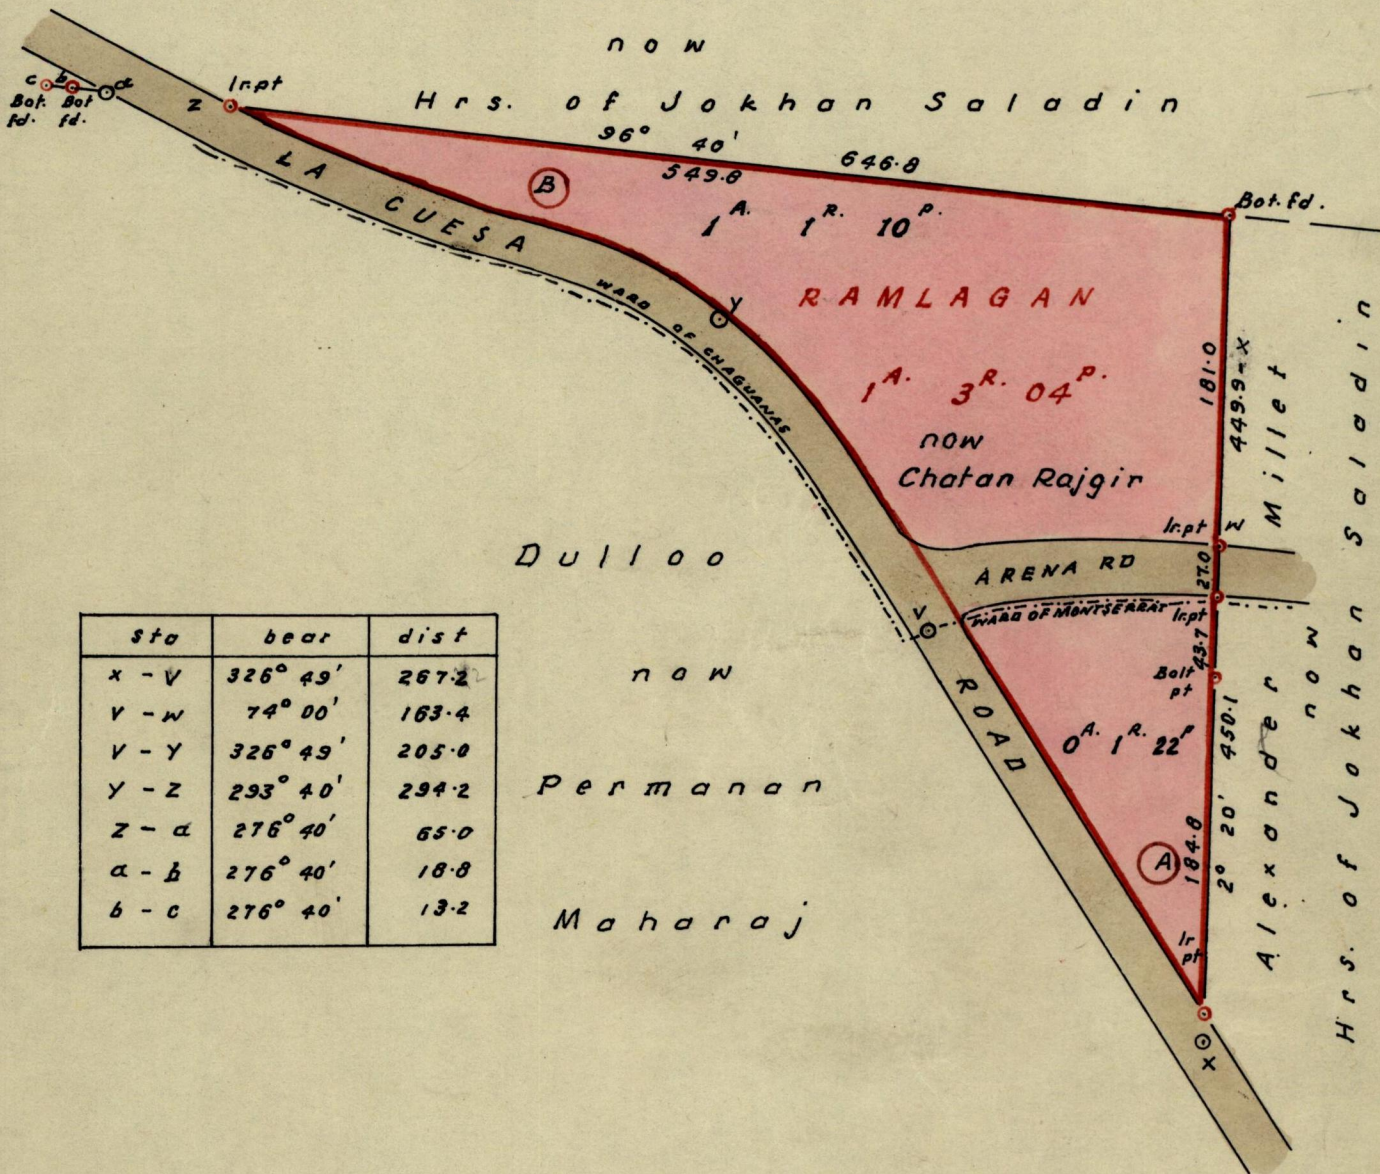 now
Hrs. of Jokhan Saladin
c b a
Bot. fd.
Bot fd.
Z
Ir.pt
96° 40'
549.8
646.8
Bot. fd.
LA CUESA ROAD
B
1A. 1R. 10P.
RAMLAGAN
1A. 3R. 04P.
now
Chatan Rajgir
WARD OF CHAGUANAS
Y
181.0
449.9 - X
Alexander Millet
now
Hrs. of Jokhan Saladin
Ir.pt W
ARENA RD
27.0
WARD OF MONTSERRAT
Ir.pt
V
43.7
Bolt pt
0A. 1R. 22P
450.1
2° 20'
184.8
A
Ir pt
X
Dulloo
now
Permanan
Maharaj
sta bear dist
x - V 326° 49' 267.2
V - W 74° 00' 163.4
V - Y 326° 49' 205.0
Y - Z 293° 40' 294.2
Z - a 276° 40' 65.0
a - b 276° 40' 18.8
b - c 276° 40' 13.2